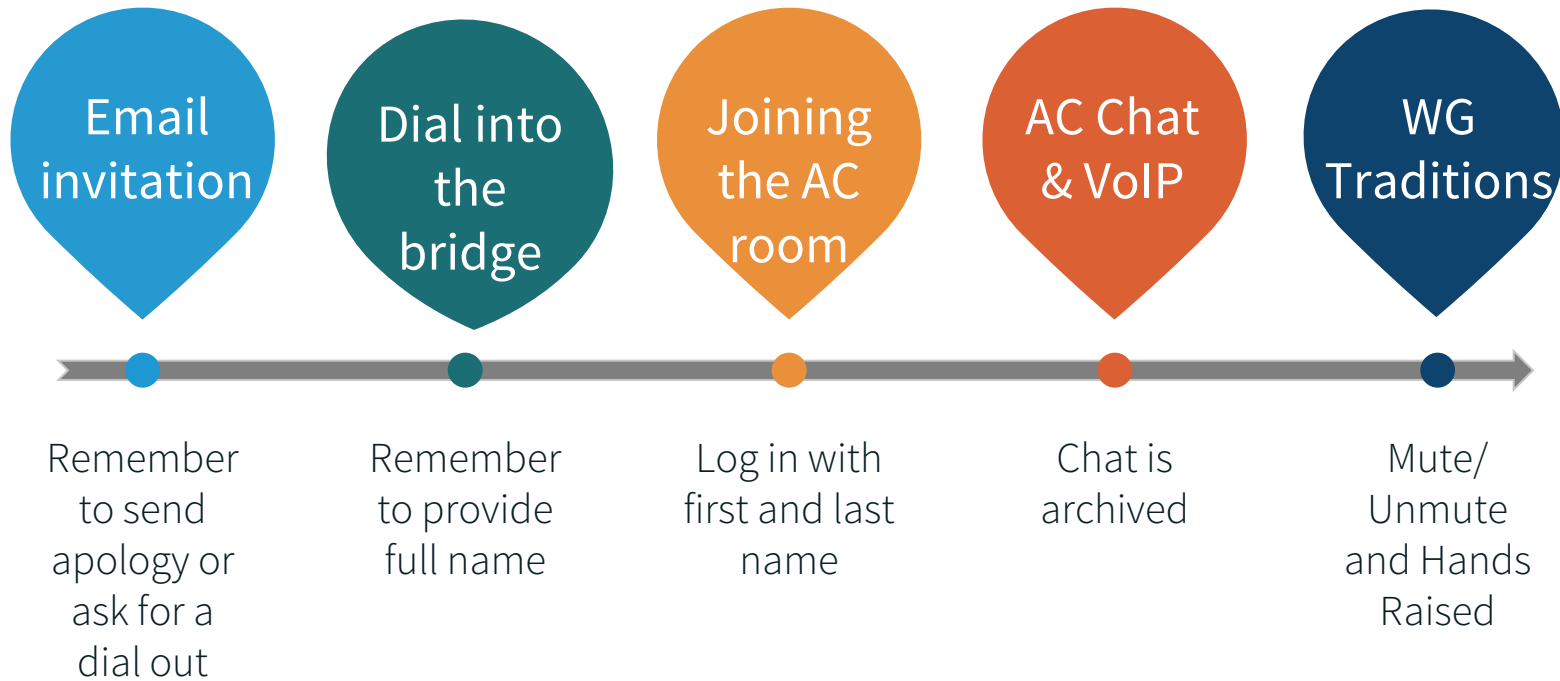 Email
invitation
Dial into
the
bridge
Joining
the AC
room
AC Chat
& VoIP
WG
Traditions
Remember
to send
apology or
ask for a
dial out
Remember
to provide
full name
Log in with
first and last
name
Chat is
archived
Mute/
Unmute
and Hands
Raised